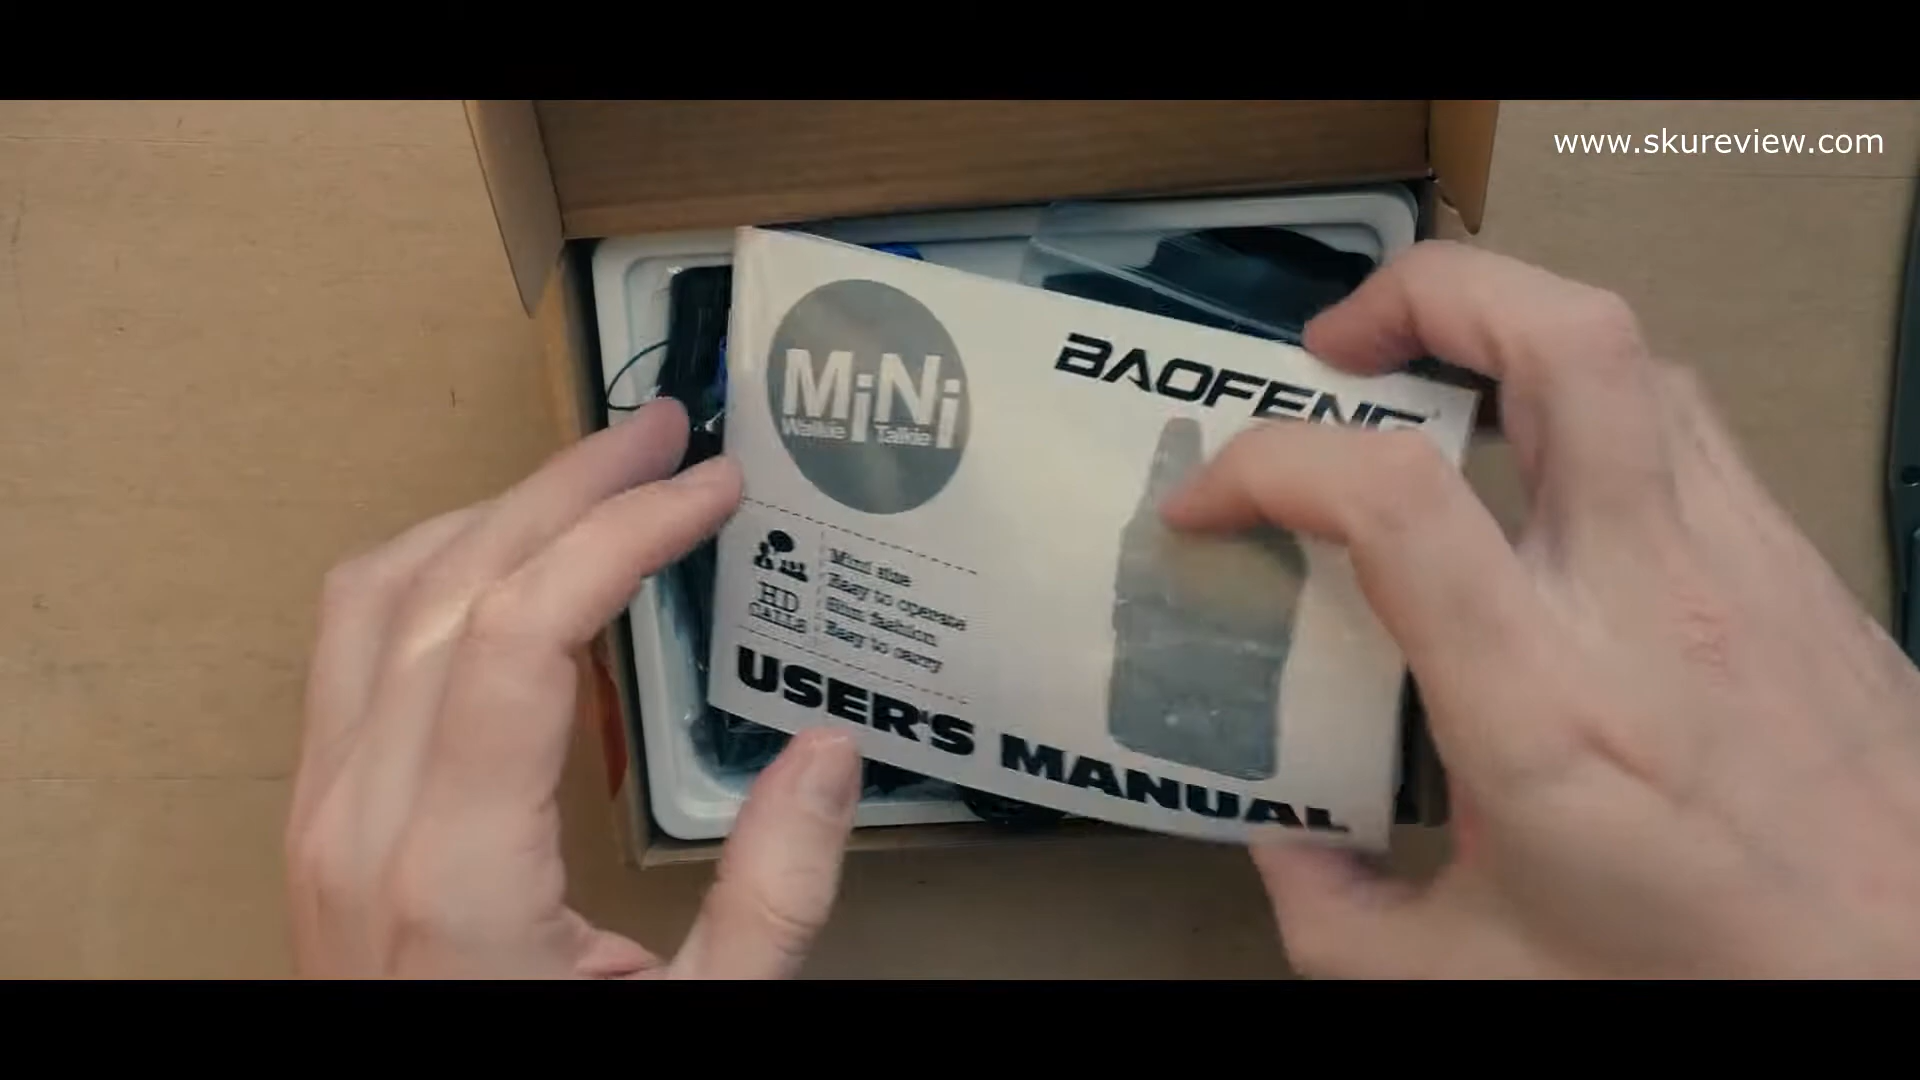 www.skureview.com
MiNi
Walkie Talkie
BAOFENG
Mini size
Easy to operate
Slim fashion
Easy to carry
HD
CALLS
USER'S MANUAL